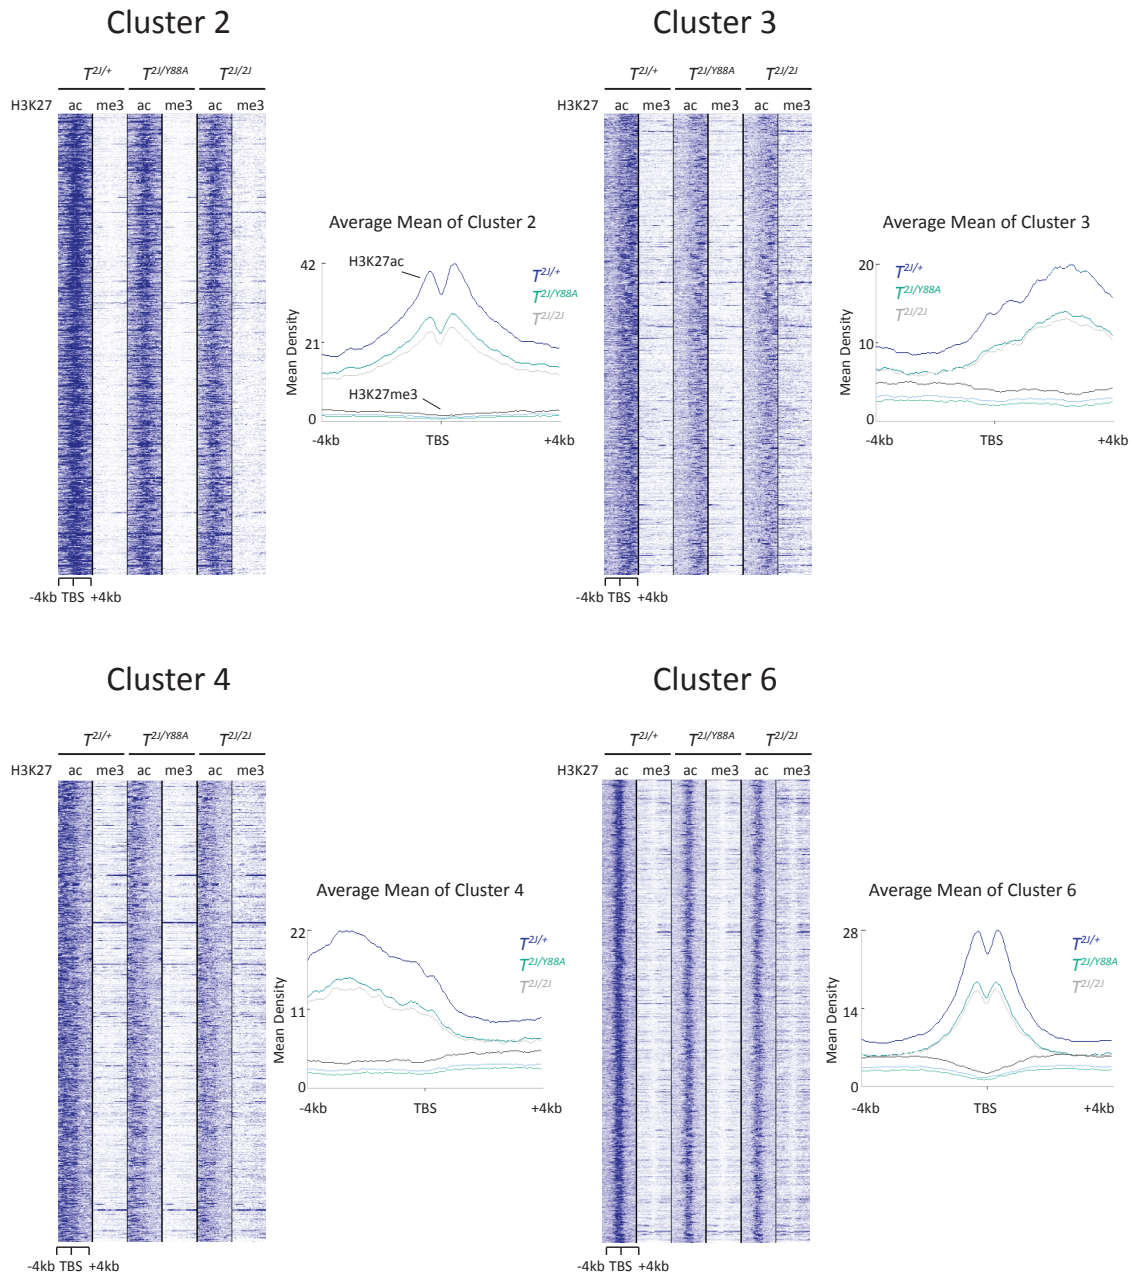 Cluster 2
T2J/+ T2J/Y88A T2J/2J
H3K27 ac me3 ac me3 ac me3
-4kb TBS +4kb
Average Mean of Cluster 2
42
21
0
Mean Density
H3K27ac
H3K27me3
T2J/+
T2J/Y88A
T2J/2J
-4kb TBS +4kb
Cluster 3
T2J/+ T2J/Y88A T2J/2J
H3K27 ac me3 ac me3 ac me3
-4kb TBS +4kb
Average Mean of Cluster 3
20
10
0
Mean Density
T2J/+
T2J/Y88A
T2J/2J
-4kb TBS +4kb
Cluster 4
T2J/+ T2J/Y88A T2J/2J
H3K27 ac me3 ac me3 ac me3
-4kb TBS +4kb
Average Mean of Cluster 4
22
11
0
Mean Density
T2J/+
T2J/Y88A
T2J/2J
-4kb TBS +4kb
Cluster 6
T2J/+ T2J/Y88A T2J/2J
H3K27 ac me3 ac me3 ac me3
-4kb TBS +4kb
Average Mean of Cluster 6
28
14
0
Mean Density
T2J/+
T2J/Y88A
T2J/2J
-4kb TBS +4kb